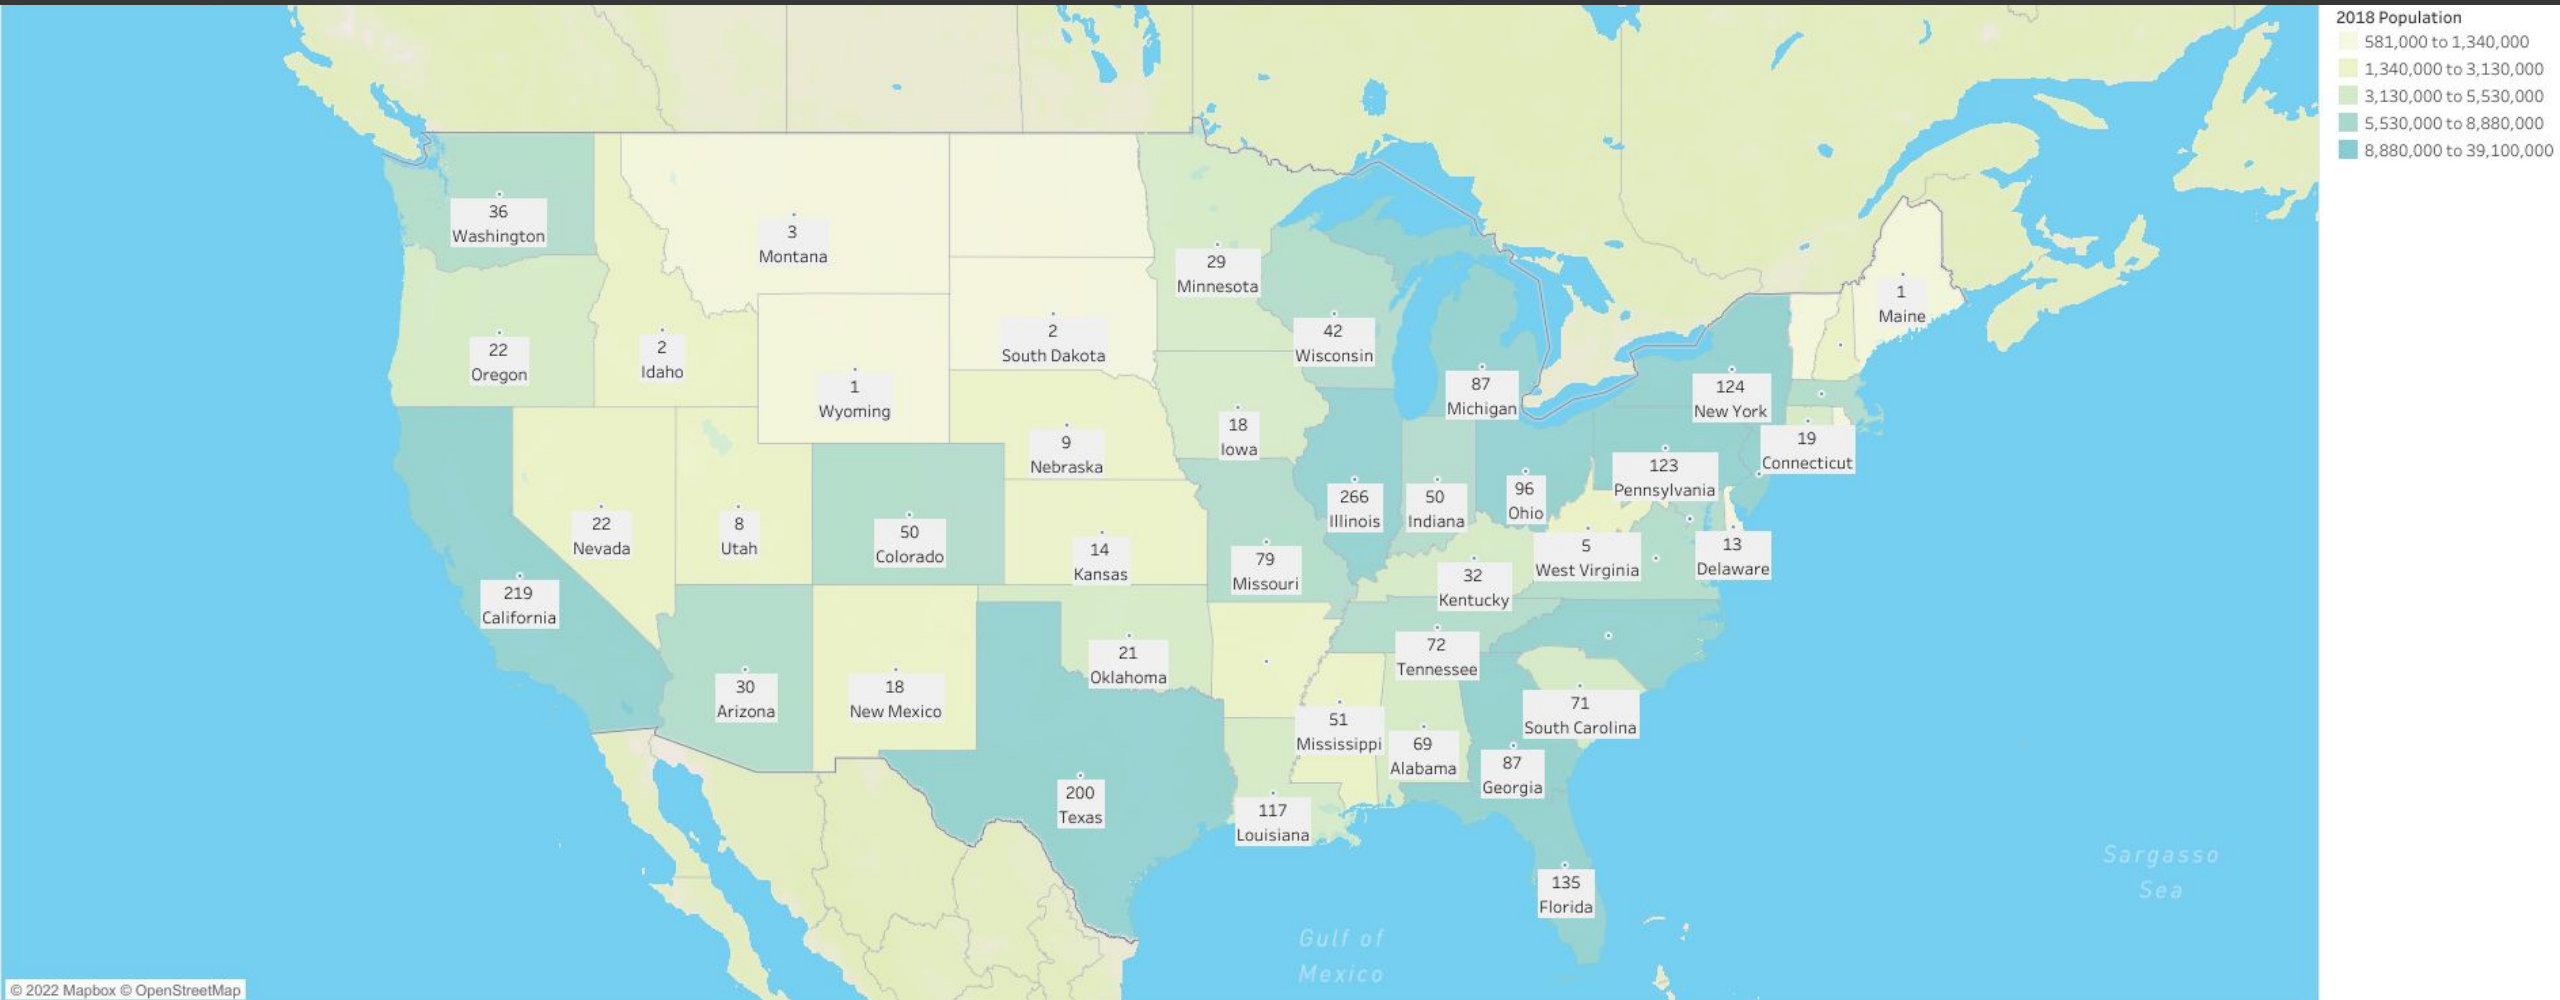 2018 Population
581,000 to 1,340,000
1,340,000 to 3,130,000
3,130,000 to 5,530,000
5,530,000 to 8,880,000
8,880,000 to 39,100,000
36
Washington
3
Montana
29
Minnesota
1
Maine
22
Oregon
2
Idaho
2
South Dakota
42
Wisconsin
1
Wyoming
87
Michigan
124
New York
9
Nebraska
18
Iowa
19
Connecticut
123
Pennsylvania
22
Nevada
8
Utah
50
Colorado
14
Kansas
266
Illinois
50
Indiana
96
Ohio
79
Missouri
5
West Virginia
13
Delaware
219
California
32
Kentucky
30
Arizona
18
New Mexico
21
Oklahoma
72
Tennessee
71
South Carolina
51
Mississippi
69
Alabama
87
Georgia
200
Texas
117
Louisiana
135
Florida
Sargasso
Sea
Gulf of
Mexico
© 2022 Mapbox © OpenStreetMap